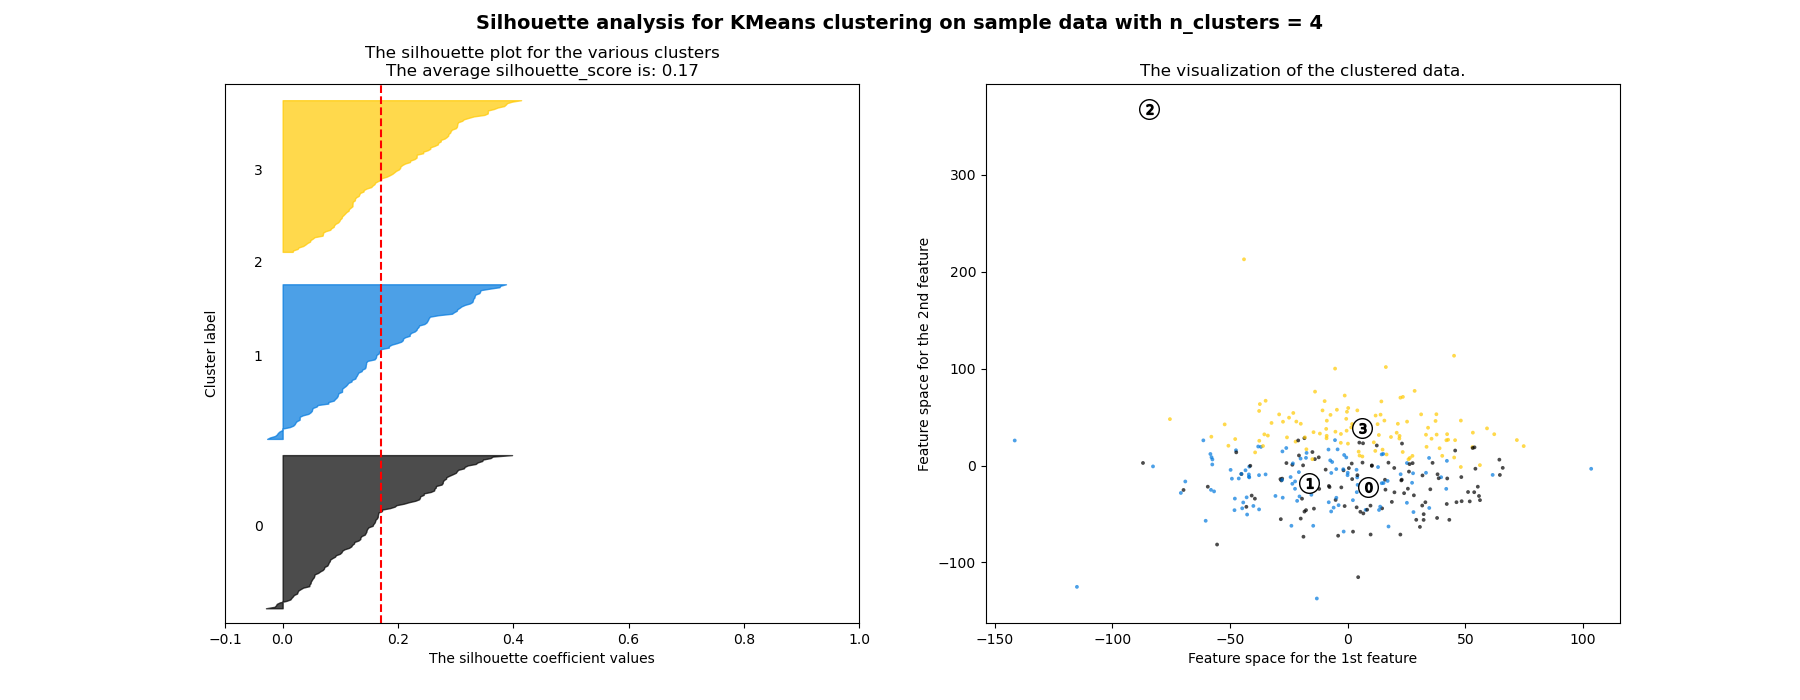 Silhouette analysis for KMeans clustering on sample data with n_clusters = 4
The silhouette plot for the various clusters
The average silhouette_score is: 0.17
Cluster label
3
2
1
0
−0.1 0.0 0.2 0.4 0.6 0.8 1.0
The silhouette coefficient values
The visualization of the clustered data.
Feature space for the 2nd feature
300
200
100
0
−100
2
3
1 0
−150 −100 −50 0 50 100
Feature space for the 1st feature